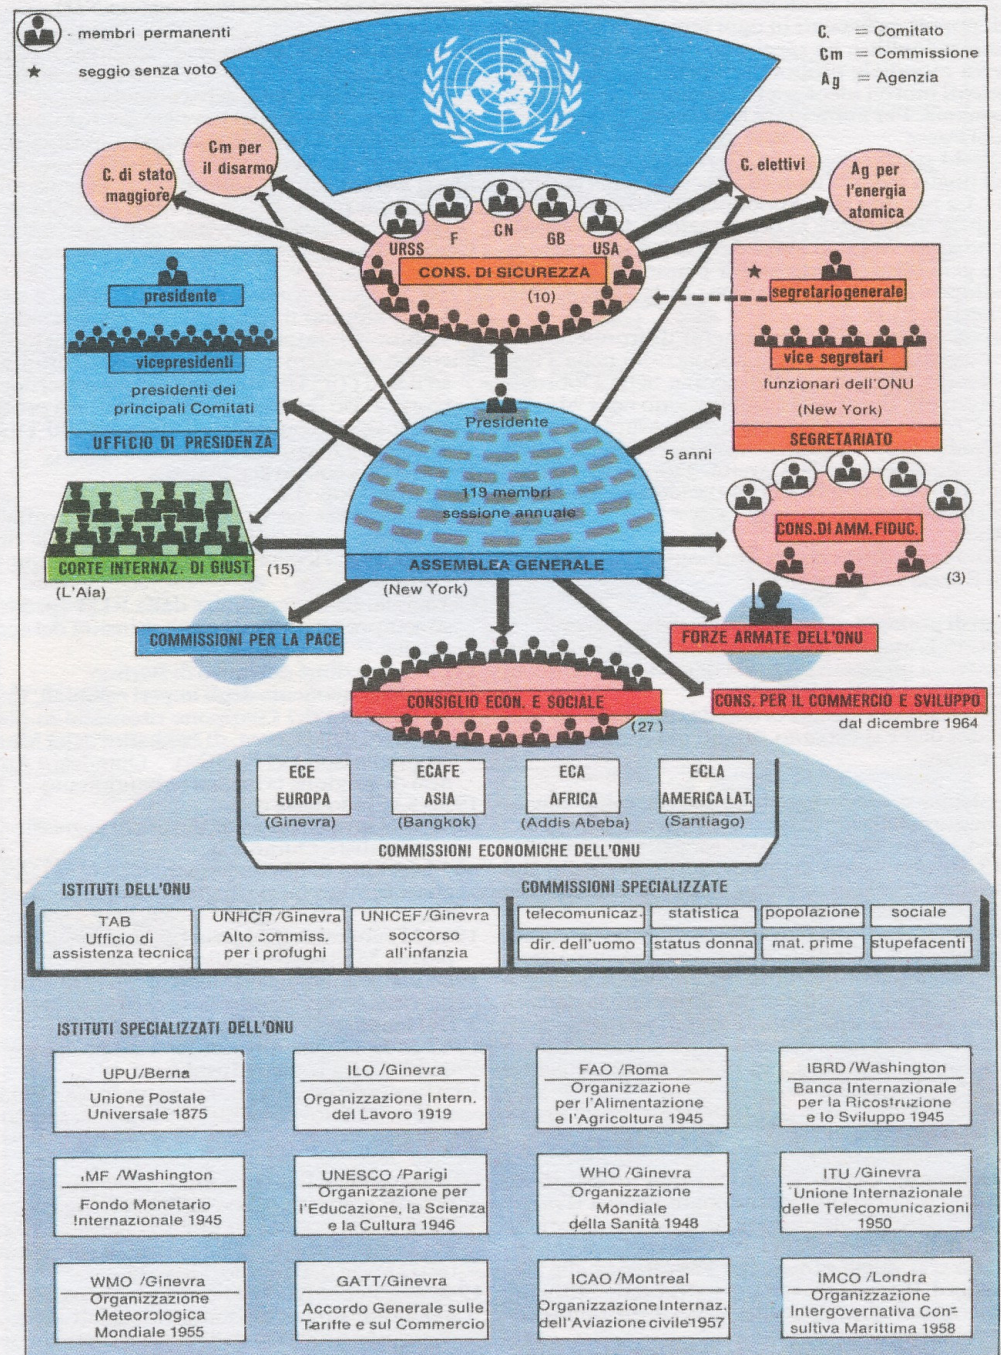 membri permanenti
★ seggio senza voto
C. = Comitato
Cm = Commissione
Ag = Agenzia
C. di stato
maggiore
Cm per
il disarmo
C. elettivi
Ag per
l'energia
atomica
URSS
F
CN
GB
USA
CONS. DI SICUREZZA
(10)
presidente
vicepresidenti
presidenti dei
principali Comitati
UFFICIO DI PRESIDENZA
★
segretario generale
vice segretari
funzionari dell'ONU
(New York)
SEGRETARIATO
5 anni
Presidente
119 membri
sessione annuale
ASSEMBLEA GENERALE
(New York)
CORTE INTERNAZ. DI GIUST.
(15)
(L'Aia)
CONS. DI AMM. FIDUC.
(3)
COMMISSIONI PER LA PACE
FORZE ARMATE DELL'ONU
CONSIGLIO ECON. E SOCIALE
(27)
CONS. PER IL COMMERCIO E SVILUPPO
dal dicembre 1964
ECE
EUROPA
(Ginevra)
ECAFE
ASIA
(Bangkok)
ECA
AFRICA
(Addis Abeba)
ECLA
AMERICA LAT.
(Santiago)
COMMISSIONI ECONOMICHE DELL'ONU
ISTITUTI DELL'ONU
TAB
Ufficio di
assistenza tecnica
UNHCR/Ginevra
Alto commiss.
per i profughi
UNICEF/Ginevra
soccorso
all'infanzia
COMMISSIONI SPECIALIZZATE
telecomunicaz.
statistica
popolazione
sociale
dir. dell'uomo
status donna
mat. prime
stupefacenti
ISTITUTI SPECIALIZZATI DELL'ONU
UPU/Berna
Unione Postale
Universale 1875
ILO /Ginevra
Organizzazione Intern.
del Lavoro 1919
FAO /Roma
Organizzazione
per l'Alimentazione
e l'Agricoltura 1945
IBRD/Washington
Banca Internazionale
per la Ricostruzione
e lo Sviluppo 1945
IMF /Washington
Fondo Monetario
Internazionale 1945
UNESCO /Parigi
Organizzazione per
l'Educazione, la Scienza
e la Cultura 1946
WHO /Ginevra
Organizzazione
Mondiale
della Sanità 1948
ITU /Ginevra
Unione Internazionale
delle Telecomunicazioni
1950
WMO /Ginevra
Organizzazione
Meteorologica
Mondiale 1955
GATT/Ginevra
Accordo Generale sulle
Tariffe e sul Commercio
ICAO/Montreal
Organizzazione Internaz.
dell'Aviazione civile 1957
IMCO/Londra
Organizzazione
Intergovernativa Con=
sultiva Marittima 1958